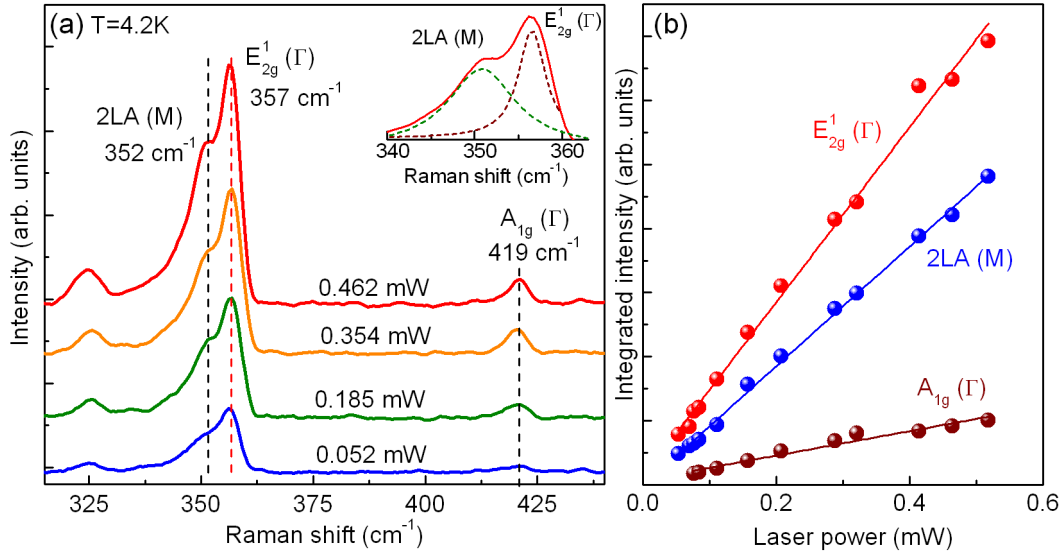 (a) T=4.2K
E¹₂g (Γ)
357 cm⁻¹
2LA (M)
352 cm⁻¹
2LA (M)
E¹₂g (Γ)
340 350 360
Raman shift (cm⁻¹)
A₁g (Γ)
419 cm⁻¹
0.462 mW
0.354 mW
0.185 mW
0.052 mW
Intensity (arb. units)
325 350 375 400 425
Raman shift (cm⁻¹)
(b)
E¹₂g (Γ)
2LA (M)
A₁g (Γ)
Integrated intensity (arb. units)
0.0 0.2 0.4 0.6
Laser power (mW)